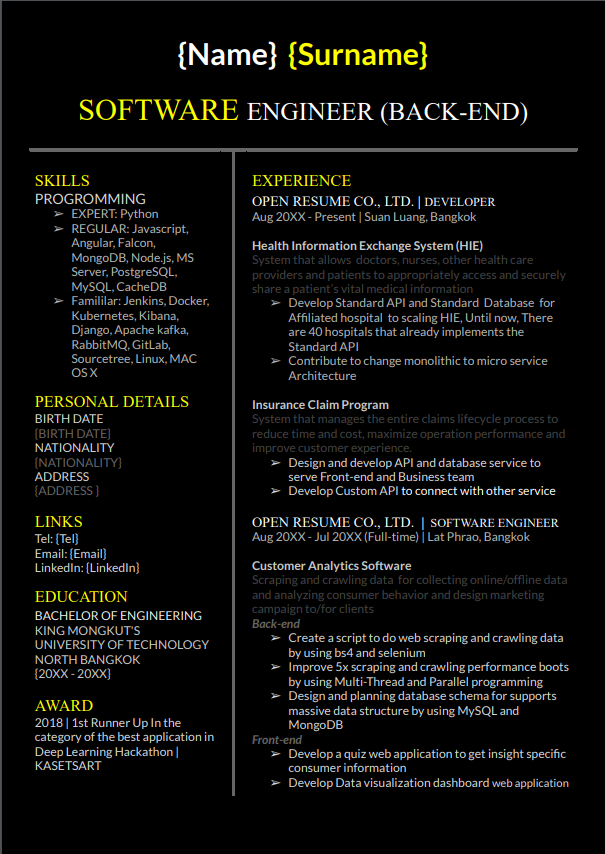 {Name} {Surname}
SOFTWARE ENGINEER (BACK-END)
SKILLS
PROGROMMING
➢ EXPERT: Python
➢ REGULAR: Javascript,
Angular, Falcon,
MongoDB, Node.js, MS
Server, PostgreSQL,
MySQL, CacheDB
➢ Famililar: Jenkins, Docker,
Kubernetes, Kibana,
Django, Apache kafka,
RabbitMQ, GitLab,
Sourcetree, Linux, MAC
OS X
PERSONAL DETAILS
BIRTH DATE
{BIRTH DATE}
NATIONALITY
{NATIONALITY}
ADDRESS
{ADDRESS }
LINKS
Tel: {Tel}
Email: {Email}
LinkedIn: {LinkedIn}
EDUCATION
BACHELOR OF ENGINEERING
KING MONGKUT'S
UNIVERSITY OF TECHNOLOGY
NORTH BANGKOK
{20XX - 20XX}
AWARD
2018 | 1st Runner Up In the
category of the best application in
Deep Learning Hackathon |
KASETSART
EXPERIENCE
OPEN RESUME CO., LTD. | DEVELOPER
Aug 20XX - Present | Suan Luang, Bangkok
Health Information Exchange System (HIE)
System that allows doctors, nurses, other health care
providers and patients to appropriately access and securely
share a patient's vital medical information
➢ Develop Standard API and Standard Database for
Affiliated hospital to scaling HIE, Until now, There
are 40 hospitals that already implements the
Standard API
➢ Contribute to change monolithic to micro service
Architecture
Insurance Claim Program
System that manages the entire claims lifecycle process to
reduce time and cost, maximize operation performance and
improve customer experience.
➢ Design and develop API and database service to
serve Front-end and Business team
➢ Develop Custom API to connect with other service
OPEN RESUME CO., LTD. | SOFTWARE ENGINEER
Aug 20XX - Jul 20XX (Full-time) | Lat Phrao, Bangkok
Customer Analytics Software
Scraping and crawling data for collecting online/offline data
and analyzing consumer behavior and design marketing
campaign to/for clients
Back-end
➢ Create a script to do web scraping and crawling data
by using bs4 and selenium
➢ Improve 5x scraping and crawling performance boots
by using Multi-Thread and Parallel programming
➢ Design and planning database schema for supports
massive data structure by using MySQL and
MongoDB
Front-end
➢ Develop a quiz web application to get insight specific
consumer information
➢ Develop Data visualization dashboard web application